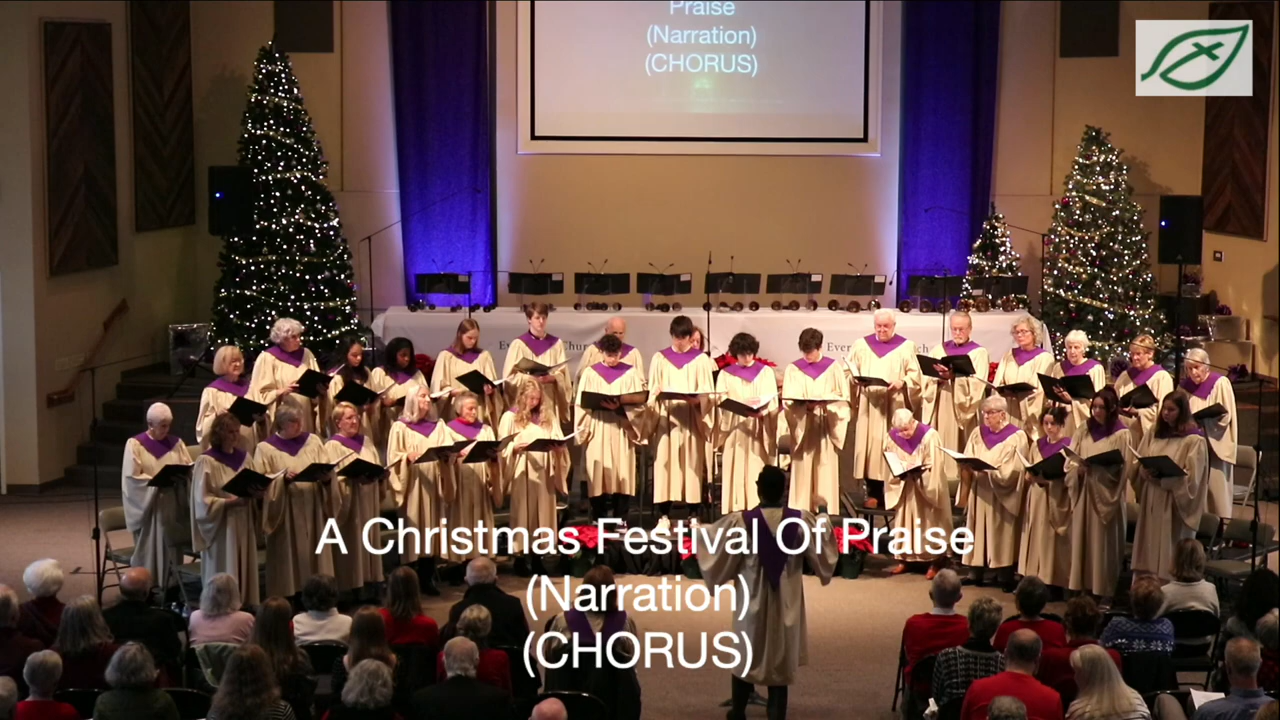 Praise
(Narration)
(CHORUS)
A Christmas Festival Of Praise
(Narration)
(CHORUS)